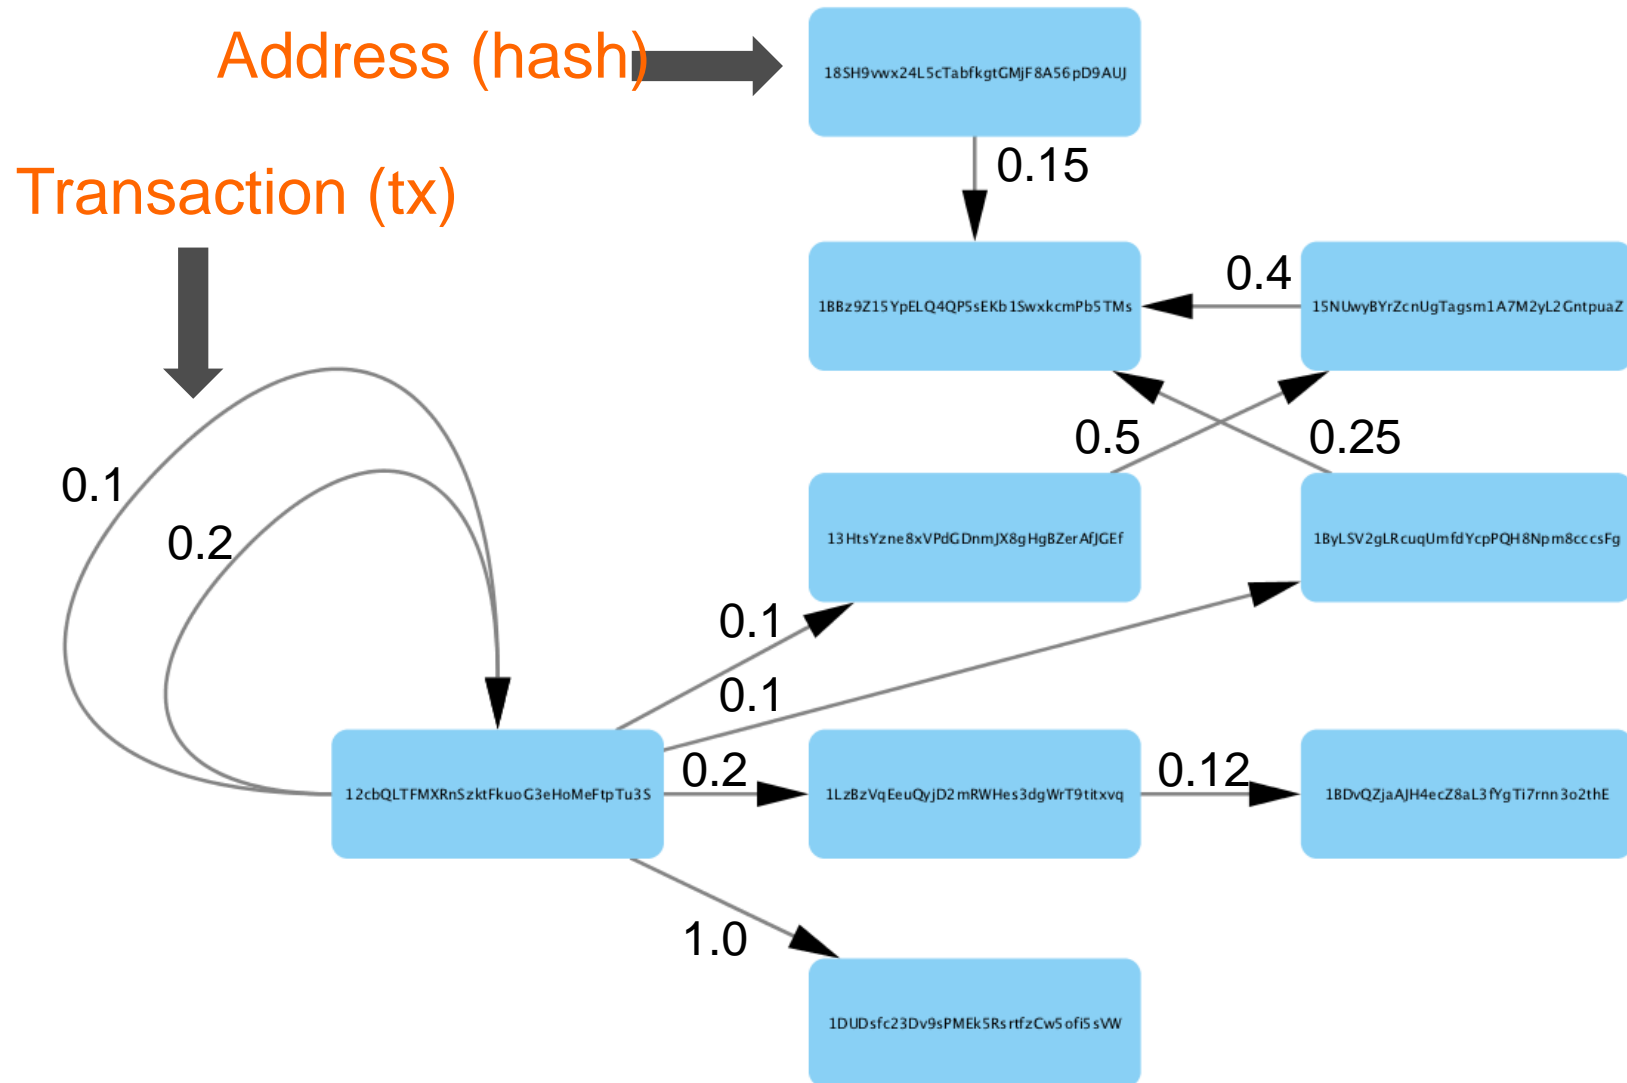 Address (hash)
18SH9vwx24L5cTabfkgtGMjF8A56pD9AUJ
0.15
Transaction (tx)
1BBz9Z15YpELQ4QP5sEKb1SwxkcmPb5TMs
0.4
15NUwyBYrZcnUgTagsm1A7M2yL2GntpuaZ
0.5
0.25
0.1
0.2
13HtsYzne8xVPdGDnmJX8gHgBZerAfJGEf
1ByLSV2gLRcuqUmfdYcpPQH8Npm8cccsFg
0.1
0.1
12cbQLTFMXRnSzktFkuoG3eHoMeFtpTu3S
0.2
1LzBzVqEeuQyjD2mRWHes3dgWrT9titxvq
0.12
1BDvQZjaAJH4ecZ8aL3fYgTi7rnn3o2thE
1.0
1DUDsfc23Dv9sPMEk5RsrtfzCw5ofi5sVW